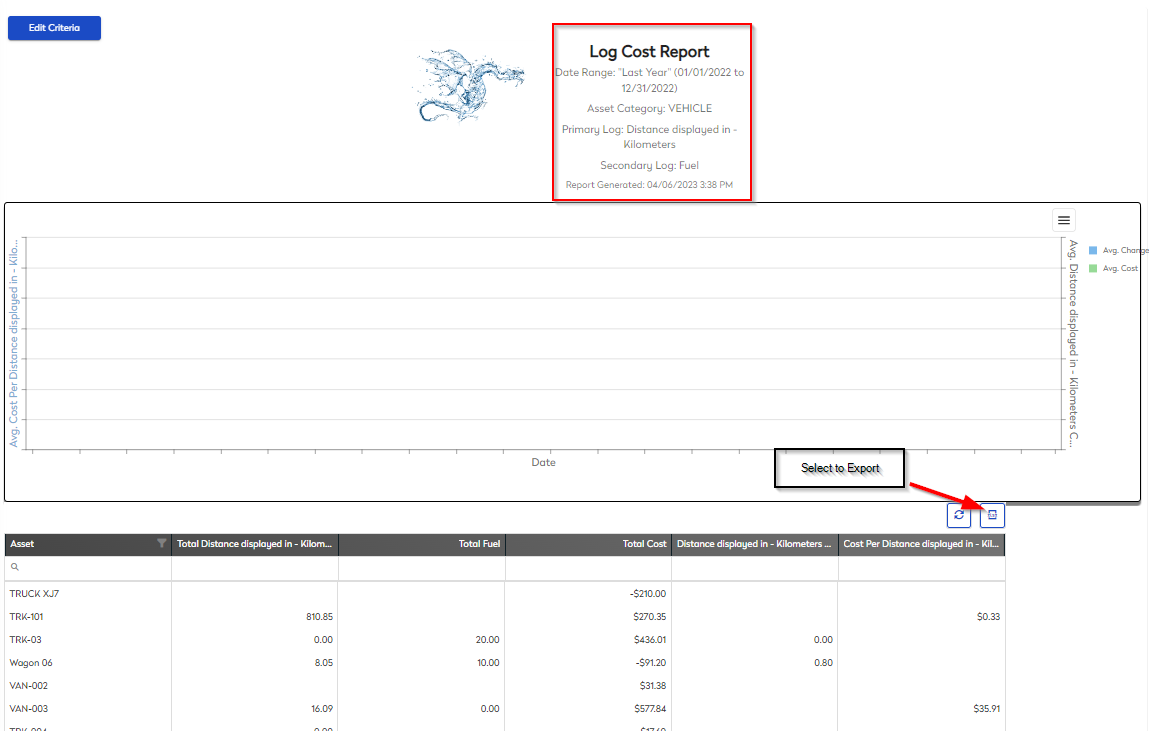 Edit Criteria
Log Cost Report
Date Range: "Last Year" (01/01/2022 to
12/31/2022)
Asset Category: VEHICLE
Primary Log: Distance displayed in -
Kilometers
Secondary Log: Fuel
Report Generated: 04/06/2023 3:38 PM
Avg. Cost Per Distance displayed in - Kilo...
Avg. Distance displayed in - Kilometers C...
Avg. Change
Avg. Cost
Date
Select to Export
Asset Total Distance displayed in - Kilom... Total Fuel Total Cost Distance displayed in - Kilometers ... Cost Per Distance displayed in - Kil...
TRUCK XJ7 -$210.00
TRK-101 810.85 $270.35 $0.33
TRK-03 0.00 20.00 $436.01 0.00
Wagon 06 8.05 10.00 -$91.20 0.80
VAN-002 $31.38
VAN-003 16.09 0.00 $577.84 $35.91